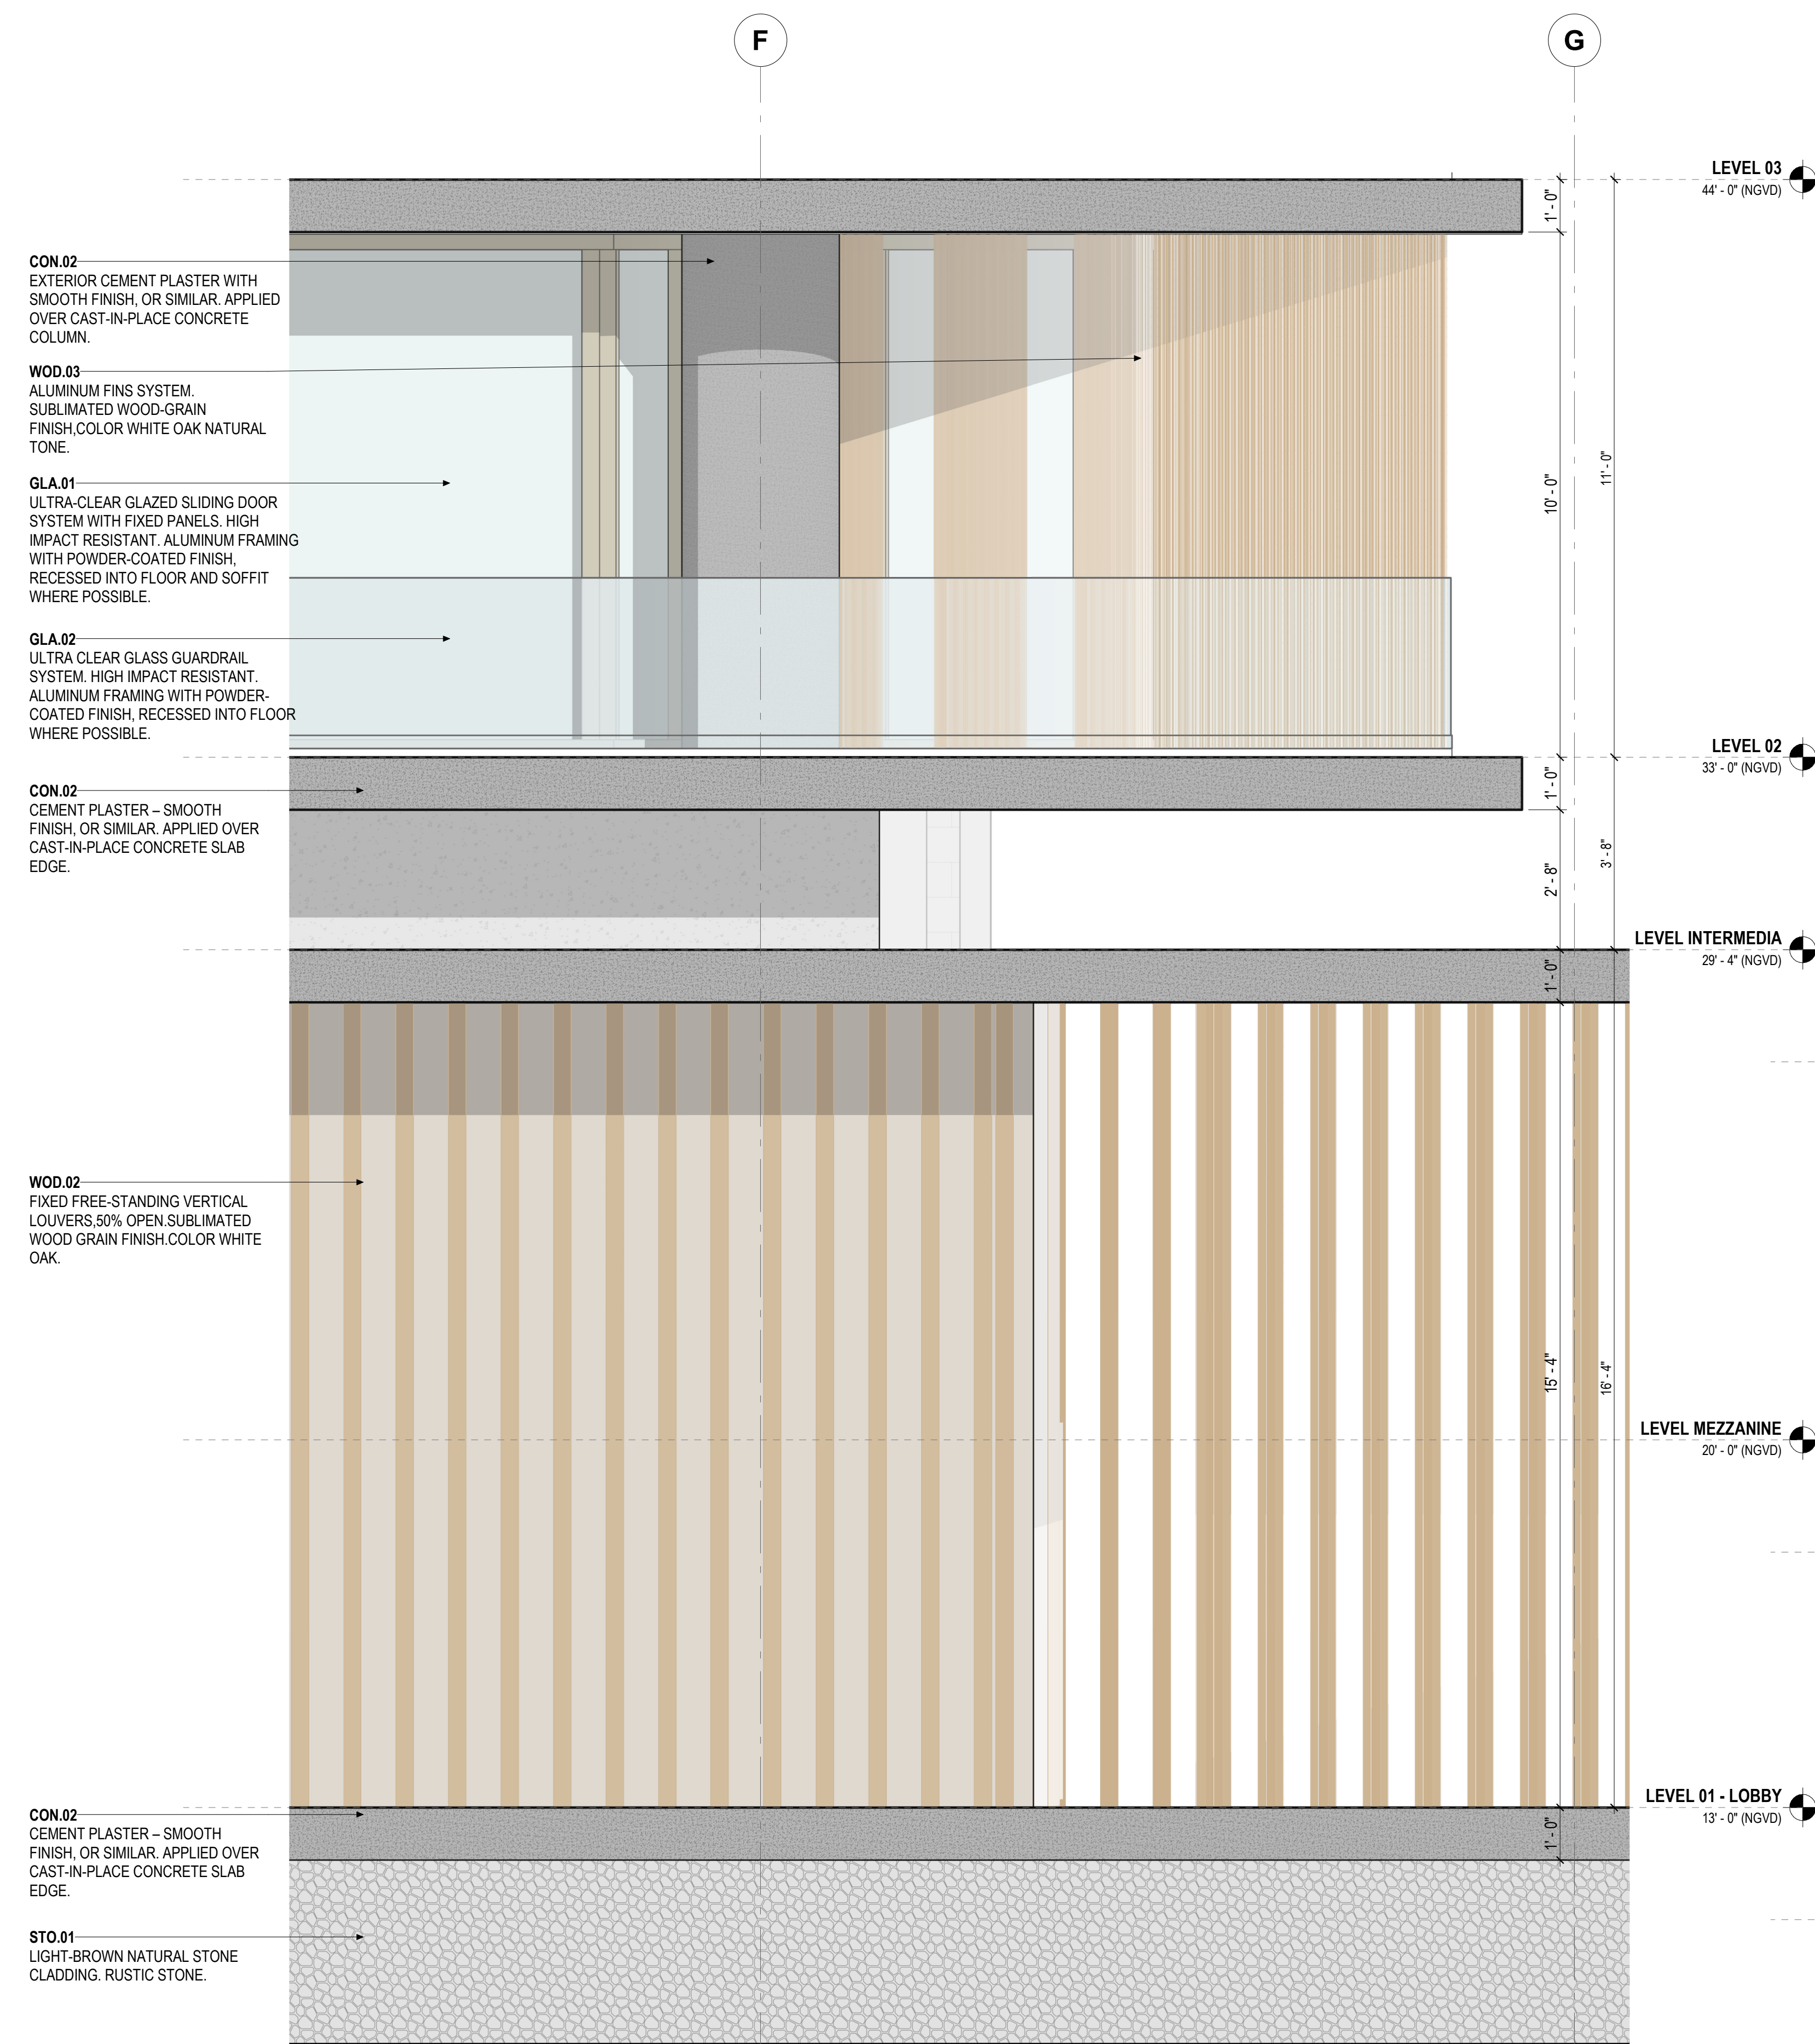 F
G
LEVEL 03
44' - 0" (NGVD)
1' - 0"
CON.02
EXTERIOR CEMENT PLASTER WITH
SMOOTH FINISH, OR SIMILAR. APPLIED
OVER CAST-IN-PLACE CONCRETE
COLUMN.
WOD.03
ALUMINUM FINS SYSTEM.
SUBLIMATED WOOD-GRAIN
FINISH,COLOR WHITE OAK NATURAL
TONE.
GLA.01
ULTRA-CLEAR GLAZED SLIDING DOOR
SYSTEM WITH FIXED PANELS. HIGH
IMPACT RESISTANT. ALUMINUM FRAMING
WITH POWDER-COATED FINISH,
RECESSED INTO FLOOR AND SOFFIT
WHERE POSSIBLE.
10' - 0"
11' - 0"
GLA.02
ULTRA CLEAR GLASS GUARDRAIL
SYSTEM. HIGH IMPACT RESISTANT.
ALUMINUM FRAMING WITH POWDER-
COATED FINISH, RECESSED INTO FLOOR
WHERE POSSIBLE.
LEVEL 02
33' - 0" (NGVD)
1' - 0"
CON.02
CEMENT PLASTER – SMOOTH
FINISH, OR SIMILAR. APPLIED OVER
CAST-IN-PLACE CONCRETE SLAB
EDGE.
2' - 8"
3' - 8"
LEVEL INTERMEDIA
29' - 4" (NGVD)
1' - 0"
WOD.02
FIXED FREE-STANDING VERTICAL
LOUVERS,50% OPEN.SUBLIMATED
WOOD GRAIN FINISH.COLOR WHITE
OAK.
15' - 4"
16' - 4"
LEVEL MEZZANINE
20' - 0" (NGVD)
LEVEL 01 - LOBBY
13' - 0" (NGVD)
1' - 0"
CON.02
CEMENT PLASTER – SMOOTH
FINISH, OR SIMILAR. APPLIED OVER
CAST-IN-PLACE CONCRETE SLAB
EDGE.
STO.01
LIGHT-BROWN NATURAL STONE
CLADDING. RUSTIC STONE.